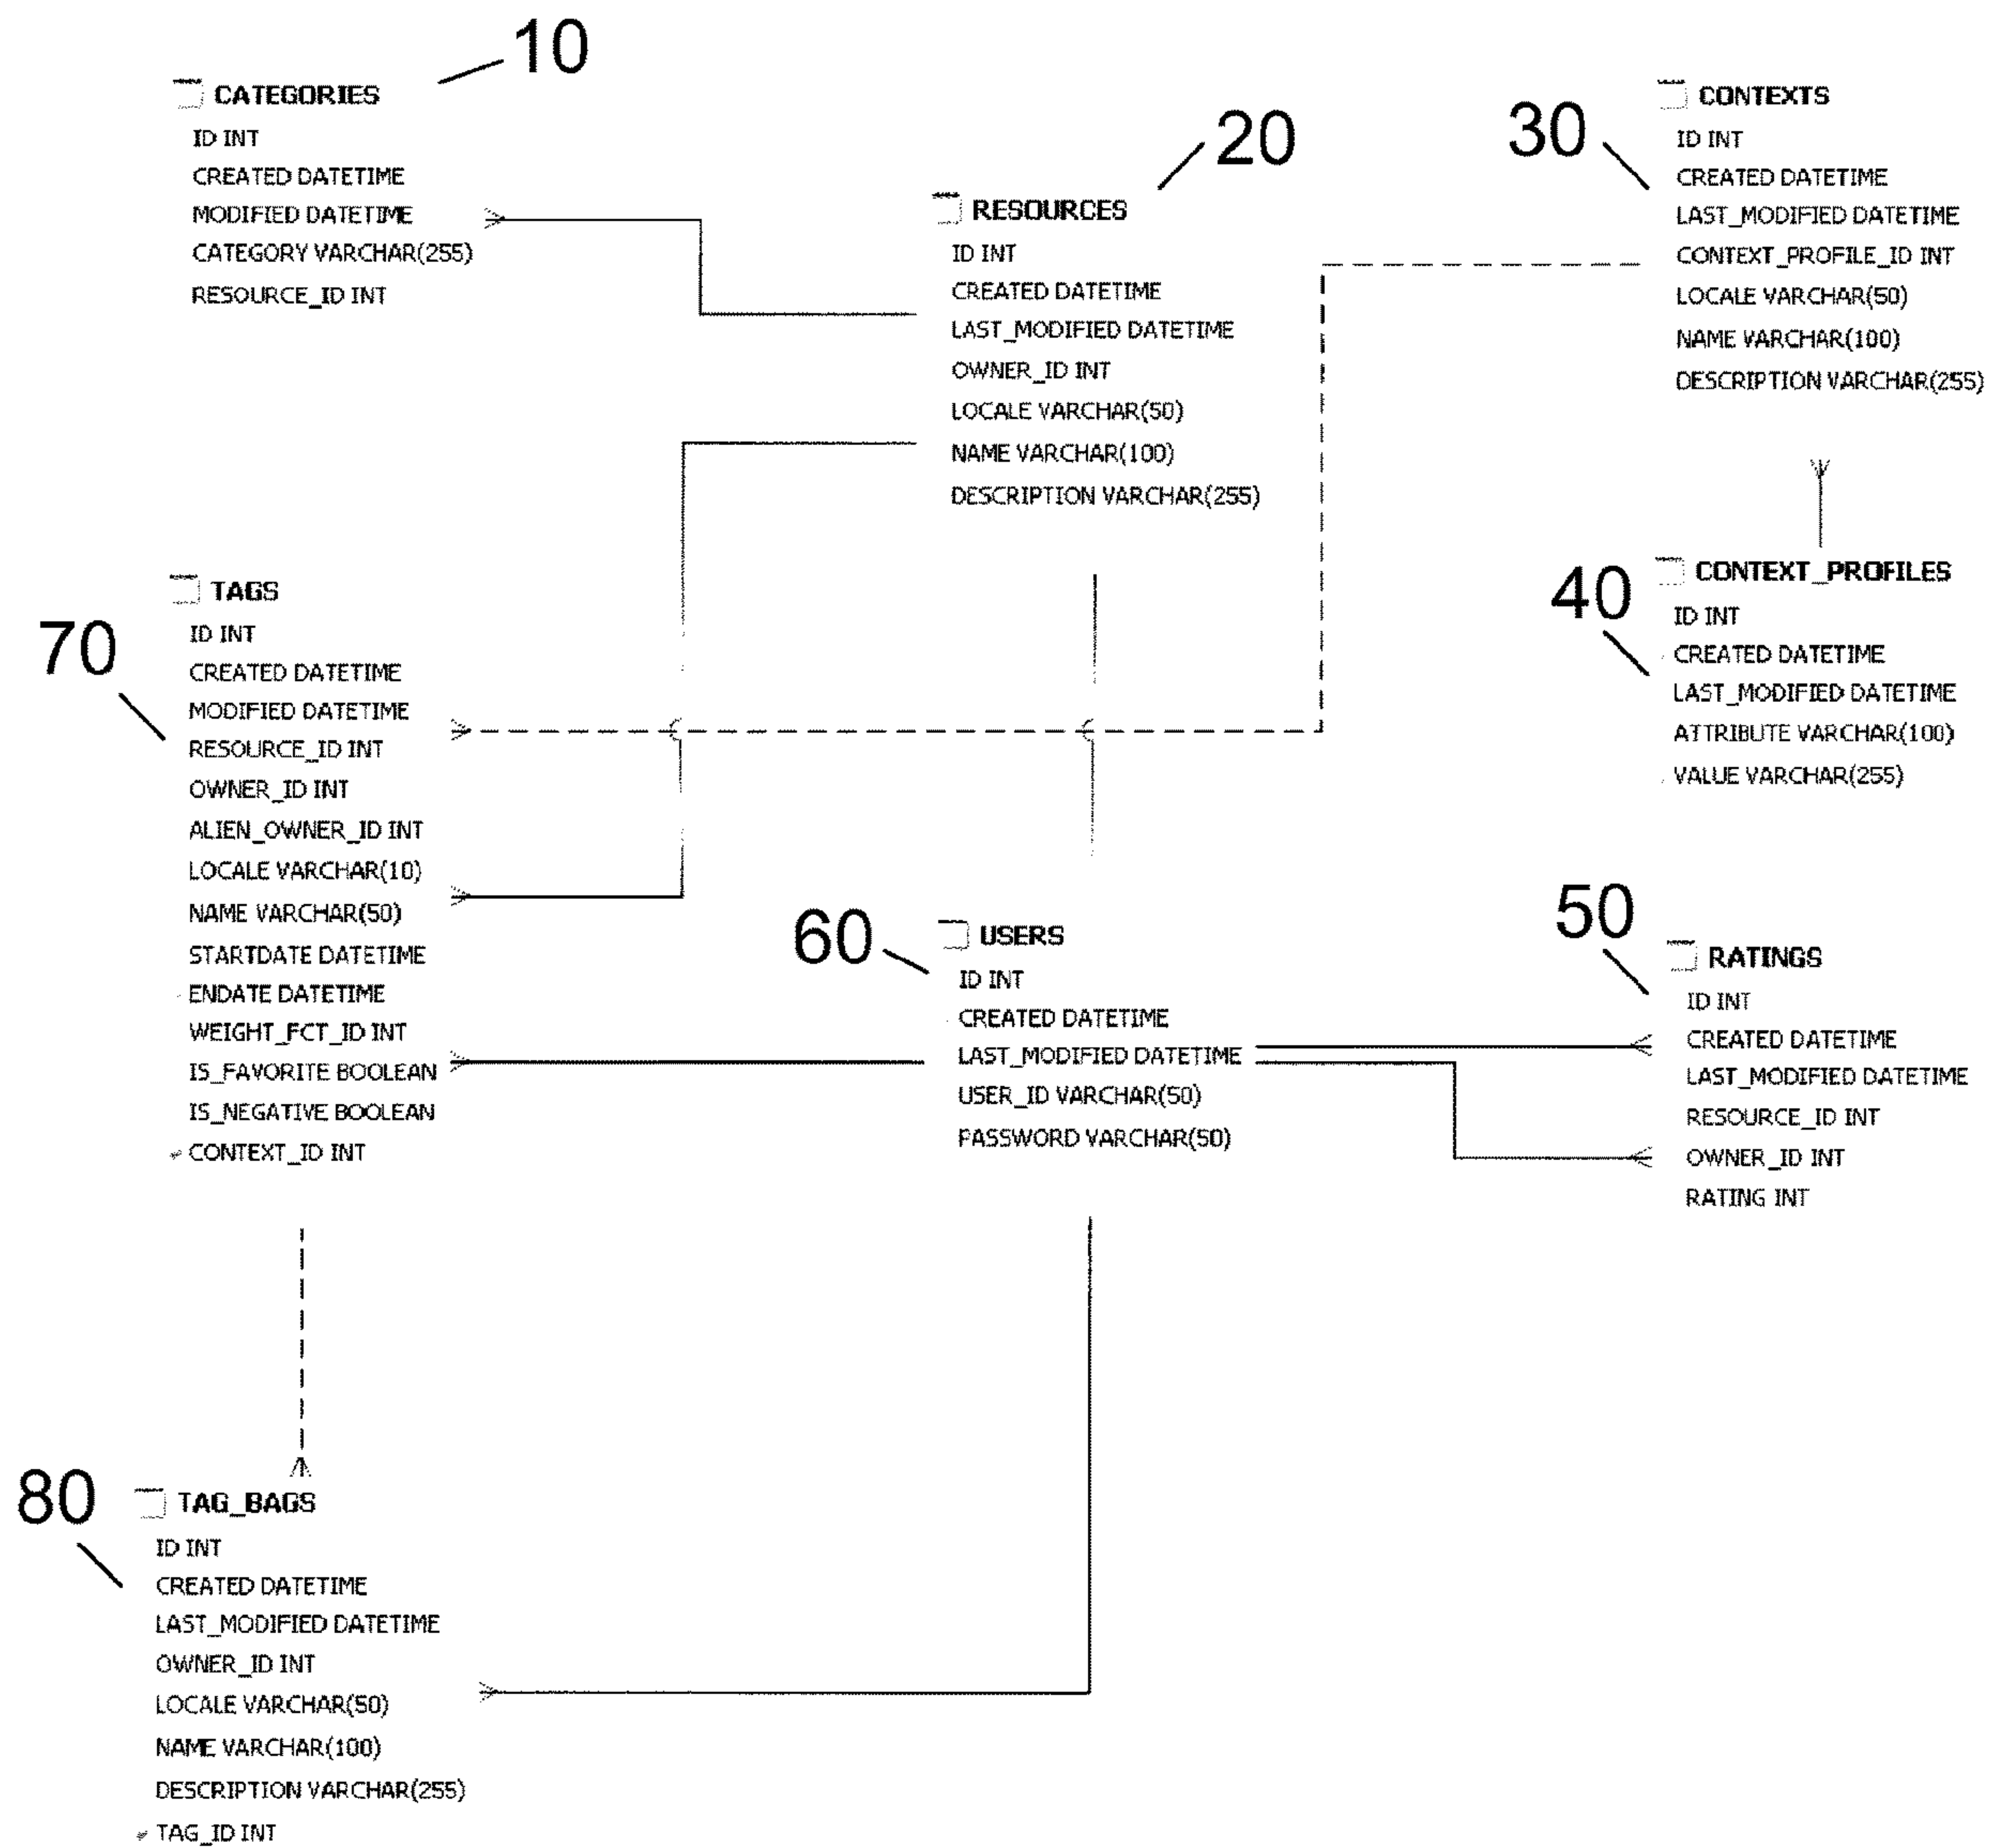 10
CATEGORIES
ID INT
CREATED DATETIME
MODIFIED DATETIME
CATEGORY VARCHAR(255)
RESOURCE_ID INT
20
RESOURCES
ID INT
CREATED DATETIME
LAST_MODIFIED DATETIME
OWNER_ID INT
LOCALE VARCHAR(50)
NAME VARCHAR(100)
DESCRIPTION VARCHAR(255)
30
CONTEXTS
ID INT
CREATED DATETIME
LAST_MODIFIED DATETIME
CONTEXT_PROFILE_ID INT
LOCALE VARCHAR(50)
NAME VARCHAR(100)
DESCRIPTION VARCHAR(255)
40
CONTEXT_PROFILES
ID INT
CREATED DATETIME
LAST_MODIFIED DATETIME
ATTRIBUTE VARCHAR(100)
VALUE VARCHAR(255)
70
TAGS
ID INT
CREATED DATETIME
MODIFIED DATETIME
RESOURCE_ID INT
OWNER_ID INT
ALIEN_OWNER_ID INT
LOCALE VARCHAR(10)
NAME VARCHAR(50)
STARTDATE DATETIME
ENDATE DATETIME
WEIGHT_FCT_ID INT
IS_FAVORITE BOOLEAN
IS_NEGATIVE BOOLEAN
CONTEXT_ID INT
60
USERS
ID INT
CREATED DATETIME
LAST_MODIFIED DATETIME
USER_ID VARCHAR(50)
PASSWORD VARCHAR(50)
50
RATINGS
ID INT
CREATED DATETIME
LAST_MODIFIED DATETIME
RESOURCE_ID INT
OWNER_ID INT
RATING INT
80
TAG_BAGS
ID INT
CREATED DATETIME
LAST_MODIFIED DATETIME
OWNER_ID INT
LOCALE VARCHAR(50)
NAME VARCHAR(100)
DESCRIPTION VARCHAR(255)
TAG_ID INT